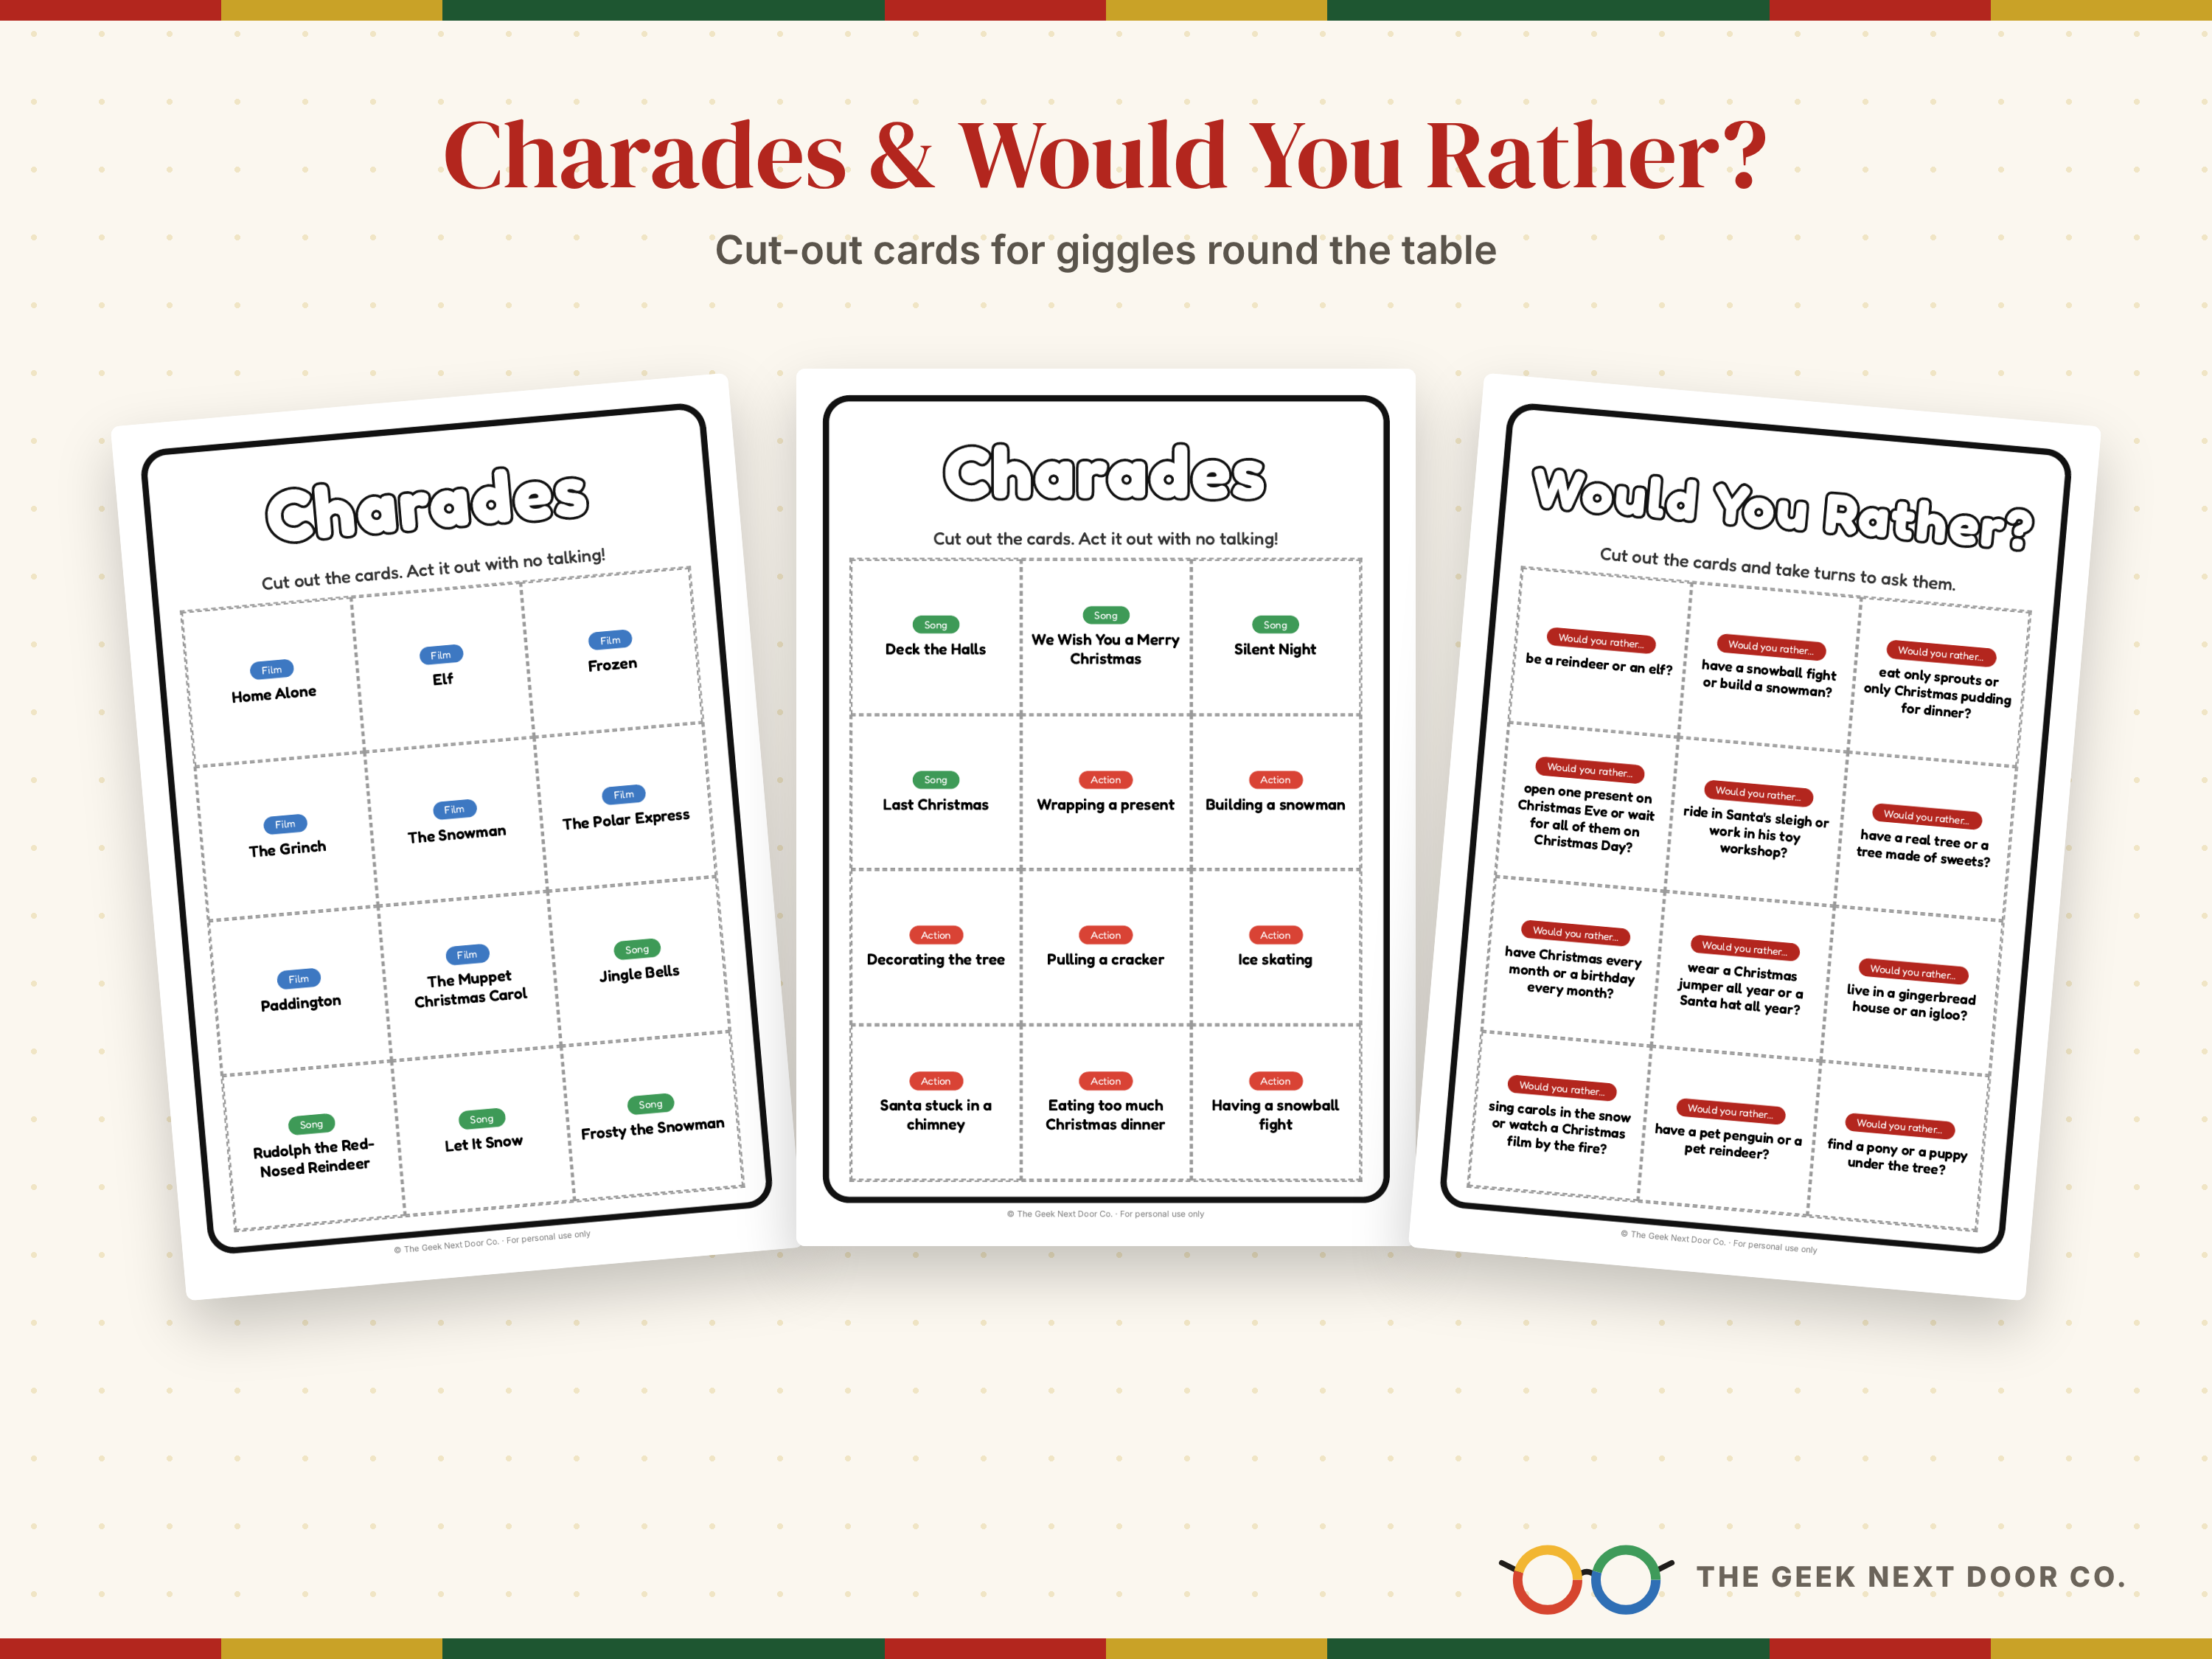 Charades & Would You Rather?
Cut-out cards for giggles round the table
Charades
Cut out the cards. Act it out with no talking!
Film
Home Alone
Film
Elf
Film
Frozen
Film
The Grinch
Film
The Snowman
Film
The Polar Express
Film
Paddington
Film
The Muppet
Christmas Carol
Song
Jingle Bells
Song
Rudolph the Red-
Nosed Reindeer
Song
Let It Snow
Song
Frosty the Snowman
© The Geek Next Door Co. · For personal use only
Charades
Cut out the cards. Act it out with no talking!
Song
Deck the Halls
Song
We Wish You a Merry
Christmas
Song
Silent Night
Song
Last Christmas
Action
Wrapping a present
Action
Building a snowman
Action
Decorating the tree
Action
Pulling a cracker
Action
Ice skating
Action
Santa stuck in a
chimney
Action
Eating too much
Christmas dinner
Action
Having a snowball
fight
© The Geek Next Door Co. · For personal use only
Would You Rather?
Cut out the cards and take turns to ask them.
Would you rather...
be a reindeer or an elf?
Would you rather...
have a snowball fight
or build a snowman?
Would you rather...
eat only sprouts or
only Christmas pudding
for dinner?
Would you rather...
open one present on
Christmas Eve or wait
for all of them on
Christmas Day?
Would you rather...
ride in Santa's sleigh or
work in his toy
workshop?
Would you rather...
have a real tree or a
tree made of sweets?
Would you rather...
have Christmas every
month or a birthday
every month?
Would you rather...
wear a Christmas
jumper all year or a
Santa hat all year?
Would you rather...
live in a gingerbread
house or an igloo?
Would you rather...
sing carols in the snow
or watch a Christmas
film by the fire?
Would you rather...
have a pet penguin or a
pet reindeer?
Would you rather...
find a pony or a puppy
under the tree?
© The Geek Next Door Co. · For personal use only
THE GEEK NEXT DOOR CO.